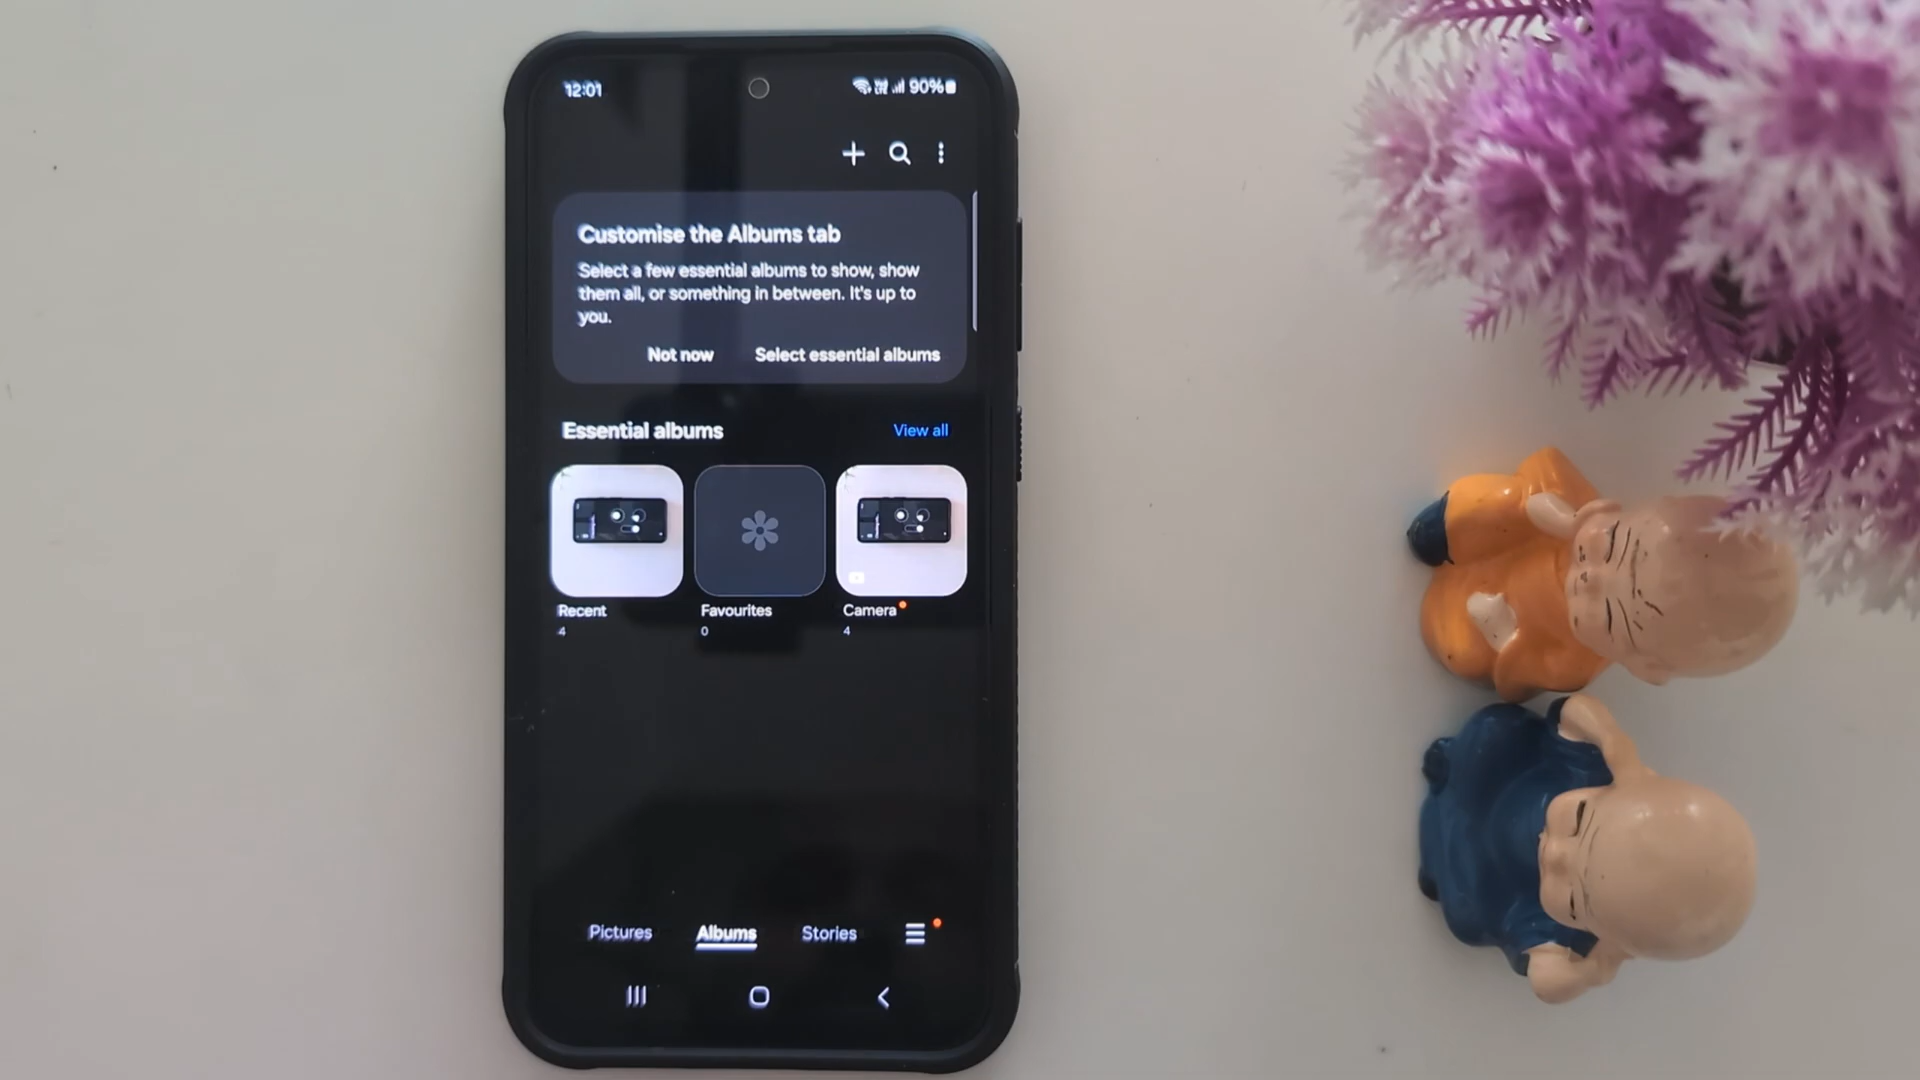 12:01
90%
Customise the Albums tab
Select a few essential albums to show, show
them all, or something in between. It's up to
you.
Not now Select essential albums
Essential albums View all
Recent Favourites Camera
4 0 4
Pictures Albums Stories